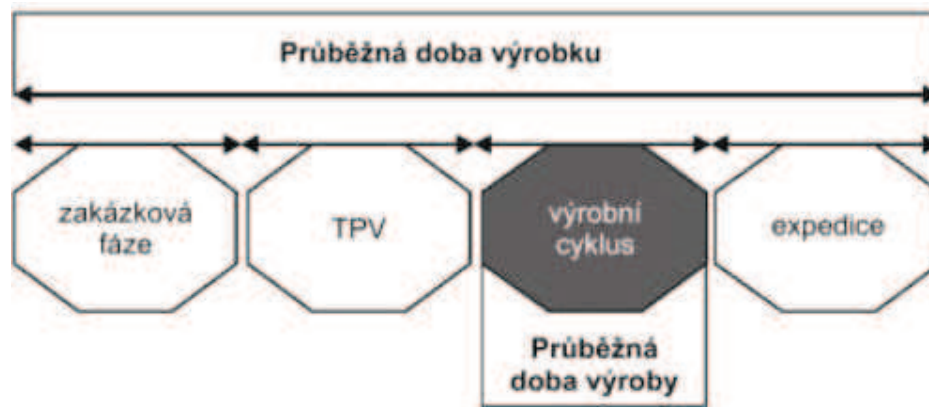 Průběžná doba výrobku
zakázková
fáze
TPV
výrobní
cyklus
expedice
Průběžná
doba výroby